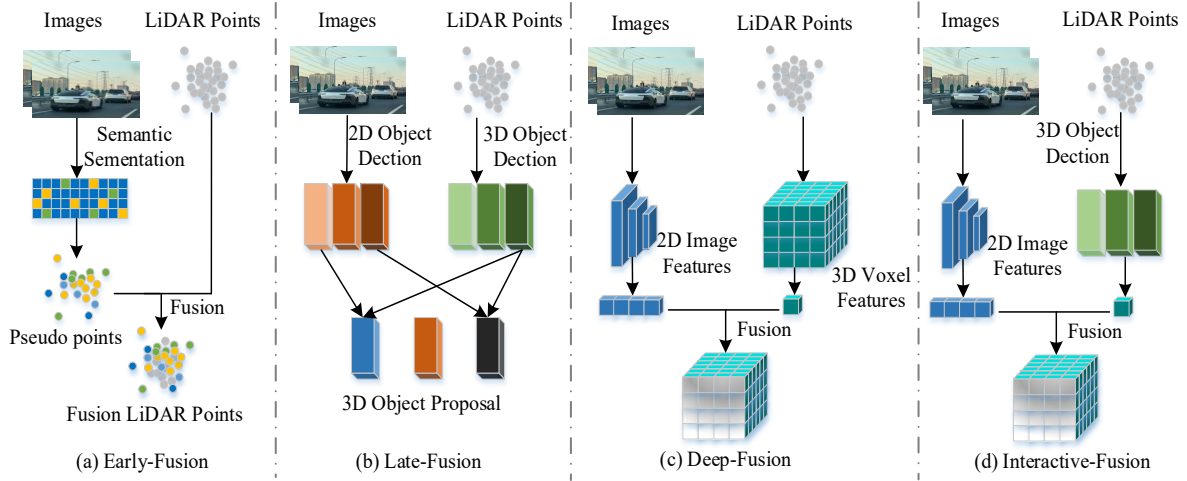 Images
LiDAR Points
Semantic
Sementation
Pseudo points
Fusion
Fusion LiDAR Points
(a) Early-Fusion
Images
LiDAR Points
2D Object
Dection
3D Object
Dection
3D Object Proposal
(b) Late-Fusion
Images
LiDAR Points
2D Image
Features
3D Voxel
Features
Fusion
(c) Deep-Fusion
Images
LiDAR Points
3D Object
Dection
2D Image
Features
Fusion
(d) Interactive-Fusion